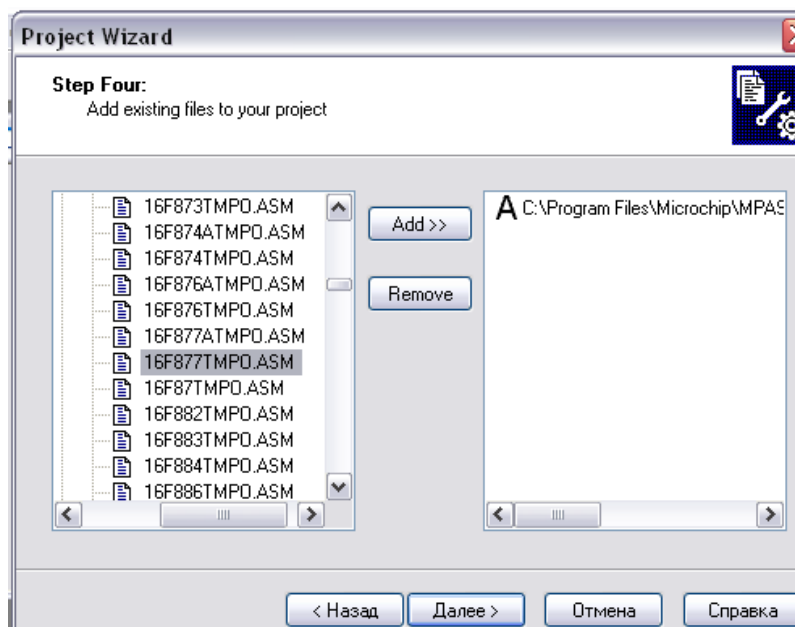 Project Wizard
Step Four:
Add existing files to your project
16F873TMPO.ASM
16F874ATMPO.ASM
16F874TMPO.ASM
16F876ATMPO.ASM
16F876TMPO.ASM
16F877ATMPO.ASM
16F877TMPO.ASM
16F87TMPO.ASM
16F882TMPO.ASM
16F883TMPO.ASM
16F884TMPO.ASM
16F886TMPO.ASM
Add >>
Remove
A C:\Program Files\Microchip\MPAS
< Назад Далее > Отмена Справка